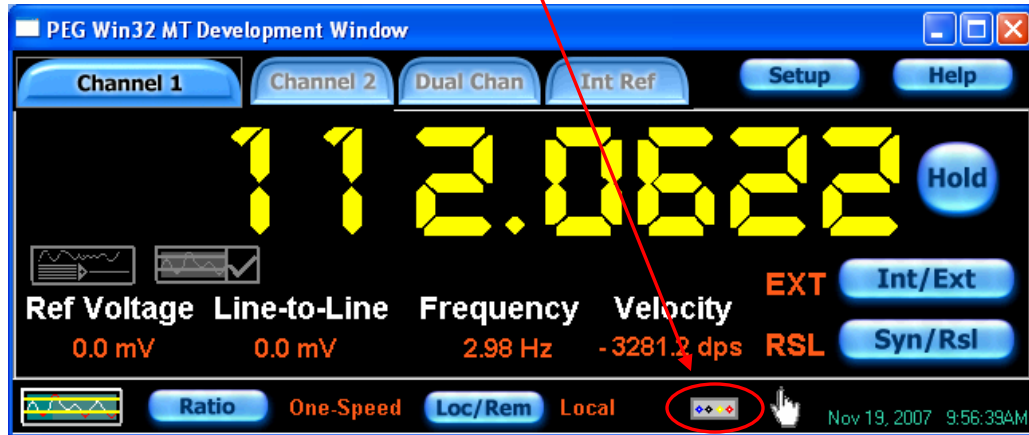 PEG Win32 MT Development Window
Channel 1 Channel 2 Dual Chan Int Ref Setup Help
112.0622 Hold
EXT Int/Ext
Ref Voltage Line-to-Line Frequency Velocity
0.0 mV 0.0 mV 2.98 Hz -3281.2 dps RSL Syn/Rsl
Ratio One-Speed Loc/Rem Local Nov 19, 2007 9:56:39AM